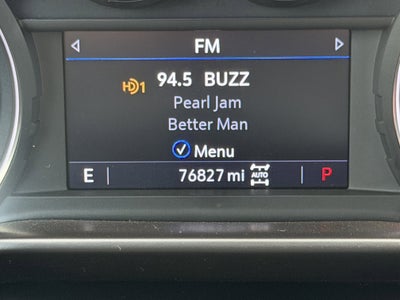 FM
HD1 94.5 BUZZ
Pearl Jam
Better Man
Menu
E 76827 mi AUTO P